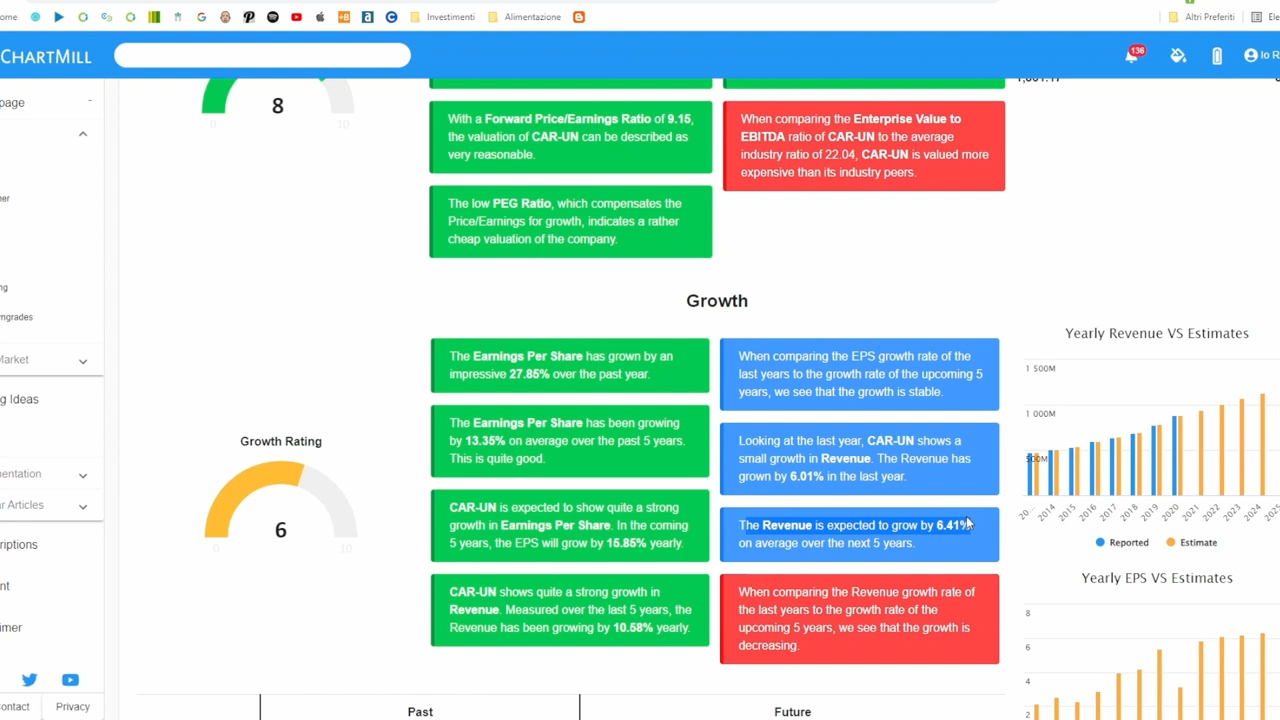 ome
Investimenti
Alimentazione
Altri Preferiti
Ele
CHARTMILL
136
Io R
page
-
ner
ng
wngrades
Market
g Ideas
nentation
r Articles
riptions
nt
imer
ontact
Privacy
8
0
10
With a Forward Price/Earnings Ratio of 9.15,
the valuation of CAR-UN can be described as
very reasonable.
The low PEG Ratio, which compensates the
Price/Earnings for growth, indicates a rather
cheap valuation of the company.
When comparing the Enterprise Value to
EBITDA ratio of CAR-UN to the average
industry ratio of 22.04, CAR-UN is valued more
expensive than its industry peers.
Growth
Growth Rating
6
0
10
The Earnings Per Share has grown by an
impressive 27.85% over the past year.
The Earnings Per Share has been growing
by 13.35% on average over the past 5 years.
This is quite good.
CAR-UN is expected to show quite a strong
growth in Earnings Per Share. In the coming
5 years, the EPS will grow by 15.85% yearly.
CAR-UN shows quite a strong growth in
Revenue. Measured over the last 5 years, the
Revenue has been growing by 10.58% yearly.
When comparing the EPS growth rate of the
last years to the growth rate of the upcoming 5
years, we see that the growth is stable.
Looking at the last year, CAR-UN shows a
small growth in Revenue. The Revenue has
grown by 6.01% in the last year.
The Revenue is expected to grow by 6.41%
on average over the next 5 years.
When comparing the Revenue growth rate of
the last years to the growth rate of the
upcoming 5 years, we see that the growth is
decreasing.
Past
Future
Yearly Revenue VS Estimates
1 500M
1 000M
500M
20...
2014
2015
2016
2017
2018
2019
2020
2021
2022
2023
2024
2025
Reported
Estimate
Yearly EPS VS Estimates
8
6
4
2